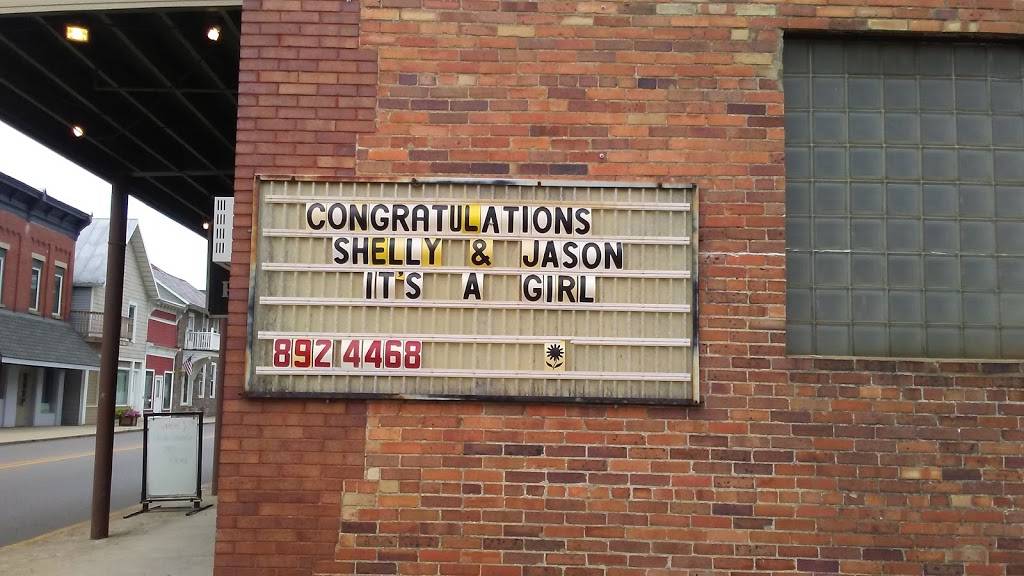 CONGRATULATIONS
SHELLY & JASON
IT'S A GIRL
892 4468